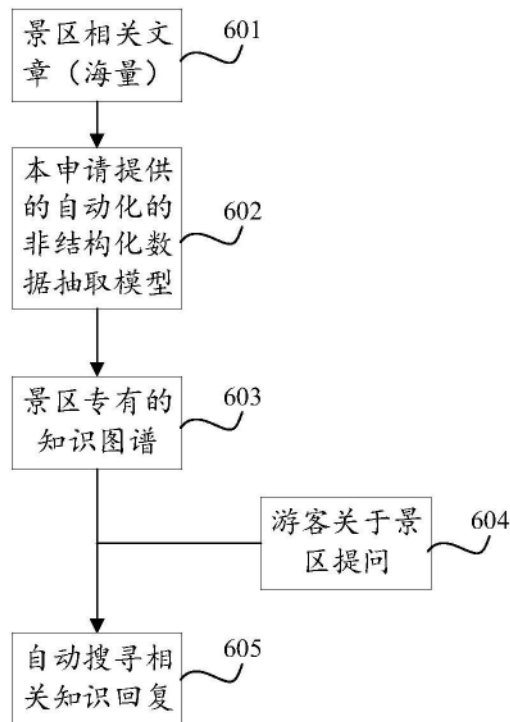 景区相关文
章（海量）
601
本申请提供
的自动化的
非结构化数
据抽取模型
602
景区专有的
知识图谱
603
游客关于景
区提问
604
自动搜寻相
关知识回复
605